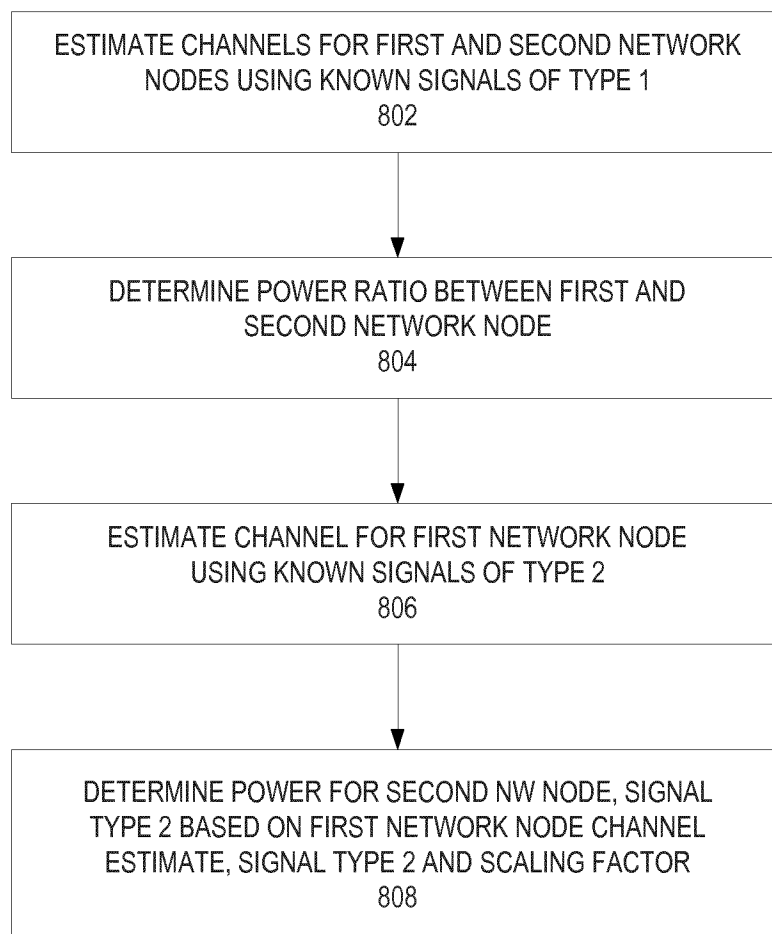 ESTIMATE CHANNELS FOR FIRST AND SECOND NETWORK
NODES USING KNOWN SIGNALS OF TYPE 1
802
DETERMINE POWER RATIO BETWEEN FIRST AND
SECOND NETWORK NODE
804
ESTIMATE CHANNEL FOR FIRST NETWORK NODE
USING KNOWN SIGNALS OF TYPE 2
806
DETERMINE POWER FOR SECOND NW NODE, SIGNAL
TYPE 2 BASED ON FIRST NETWORK NODE CHANNEL
ESTIMATE, SIGNAL TYPE 2 AND SCALING FACTOR
808